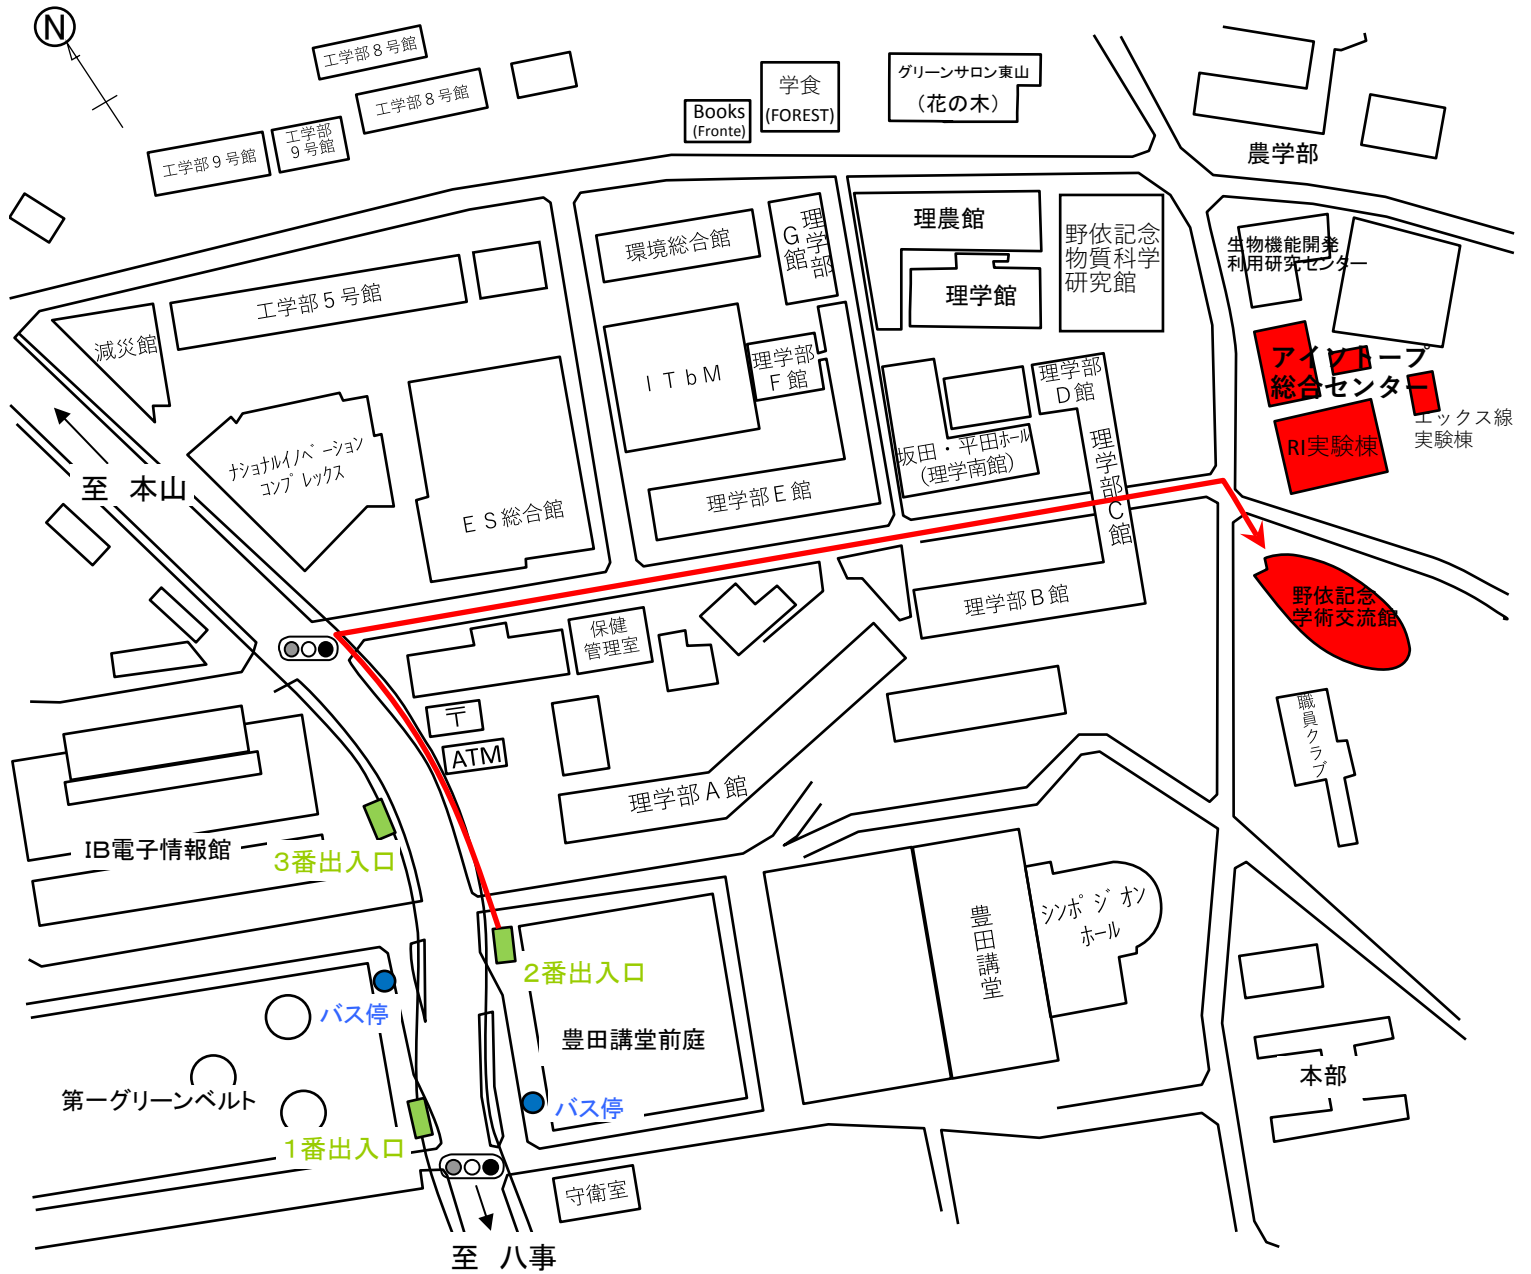 N
工学部８号館
工学部８号館
工学部９号館
工学部
９号館
Books
(Fronte)
学食
(FOREST)
グリーンサロン東山
（花の木）
農学部
環境総合館
理学部
G館
理農館
理学館
野依記念
物質科学
研究館
生物機能開発
利用研究センター
工学部５号館
減災館
ＩＴｂＭ
理学部
Ｆ館
理学部
Ｄ館
アイソトープ
総合センター
エックス線
実験棟
RI実験棟
ナショナルイノベーション
コンプレックス
ＥＳ総合館
理学部Ｅ館
坂田・平田ホール
（理学南館）
理学部Ｃ館
至　本山
保健
管理室
理学部Ｂ館
野依記念
学術交流館
〒
ATM
職員クラブ
理学部Ａ館
IB電子情報館
3番出入口
豊田講堂
シンポジオン
ホール
2番出入口
バス停
豊田講堂前庭
第一グリーンベルト
バス停
本部
1番出入口
守衛室
至　八事